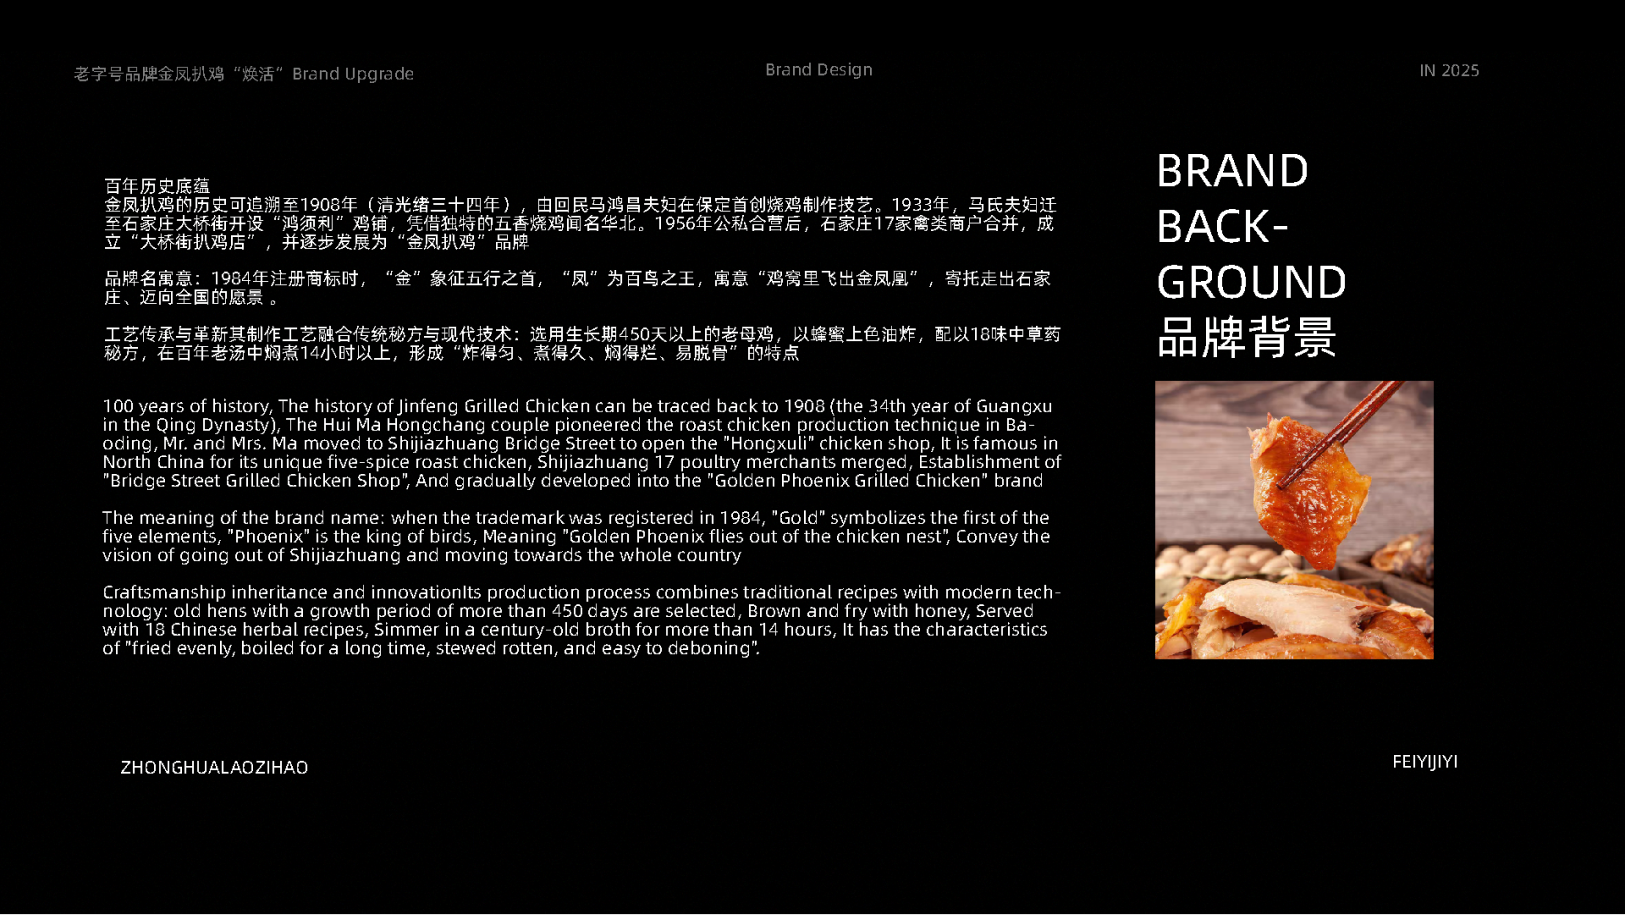 老字号品牌金凤扒鸡“焕活”Brand Upgrade
Brand Design
IN 2025
百年历史底蕴
金凤扒鸡的历史可追溯至1908年（清光绪三十四年），由回民马鸿昌夫妇在保定首创烧鸡制作技艺。1933年，马氏夫妇迁
至石家庄大桥街开设“鸿须利”鸡铺，凭借独特的五香烧鸡闻名华北。1956年公私合营后，石家庄17家禽类商户合并，成
立“大桥街扒鸡店”，并逐步发展为“金凤扒鸡”品牌
品牌名寓意：1984年注册商标时，“金”象征五行之首，“凤”为百鸟之王，寓意“鸡窝里飞出金凤凰”，寄托走出石家
庄、迈向全国的愿景 。
工艺传承与革新其制作工艺融合传统秘方与现代技术：选用生长期450天以上的老母鸡，以蜂蜜上色油炸，配以18味中草药
秘方，在百年老汤中焖煮14小时以上，形成“炸得匀、煮得久、焖得烂、易脱骨”的特点
100 years of history, The history of Jinfeng Grilled Chicken can be traced back to 1908 (the 34th year of Guangxu
in the Qing Dynasty), The Hui Ma Hongchang couple pioneered the roast chicken production technique in Ba-
oding, Mr. and Mrs. Ma moved to Shijiazhuang Bridge Street to open the "Hongxuli" chicken shop, It is famous in
North China for its unique five-spice roast chicken, Shijiazhuang 17 poultry merchants merged, Establishment of
"Bridge Street Grilled Chicken Shop", And gradually developed into the "Golden Phoenix Grilled Chicken" brand
The meaning of the brand name: when the trademark was registered in 1984, "Gold" symbolizes the first of the
five elements, "Phoenix" is the king of birds, Meaning "Golden Phoenix flies out of the chicken nest", Convey the
vision of going out of Shijiazhuang and moving towards the whole country
Craftsmanship inheritance and innovationIts production process combines traditional recipes with modern tech-
nology: old hens with a growth period of more than 450 days are selected, Brown and fry with honey, Served
with 18 Chinese herbal recipes, Simmer in a century-old broth for more than 14 hours, It has the characteristics
of "fried evenly, boiled for a long time, stewed rotten, and easy to deboning".
BRAND
BACK-
GROUND
品牌背景
ZHONGHUALAOZIHAO
FEIYIJIYI